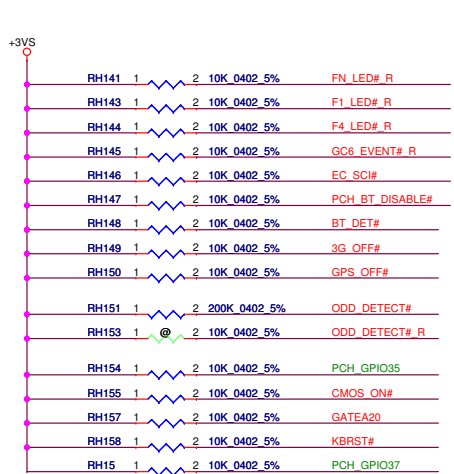 +3VS
RH141 1 2 10K_0402_5% FN_LED#_R
RH143 1 2 10K_0402_5% F1_LED#_R
RH144 1 2 10K_0402_5% F4_LED#_R
RH145 1 2 10K_0402_5% GC6_EVENT#_R
RH146 1 2 10K_0402_5% EC_SCI#
RH147 1 2 10K_0402_5% PCH_BT_DISABLE#
RH148 1 2 10K_0402_5% BT_DET#
RH149 1 2 10K_0402_5% 3G_OFF#
RH150 1 2 10K_0402_5% GPS_OFF#
RH151 1 2 200K_0402_5% ODD_DETECT#
RH153 1 @ 2 10K_0402_5% ODD_DETECT#_R
RH154 1 2 10K_0402_5% PCH_GPIO35
RH155 1 2 10K_0402_5% CMOS_ON#
RH157 1 2 10K_0402_5% GATEA20
RH158 1 2 10K_0402_5% KBRST#
RH15 1 2 10K_0402_5% PCH_GPIO37